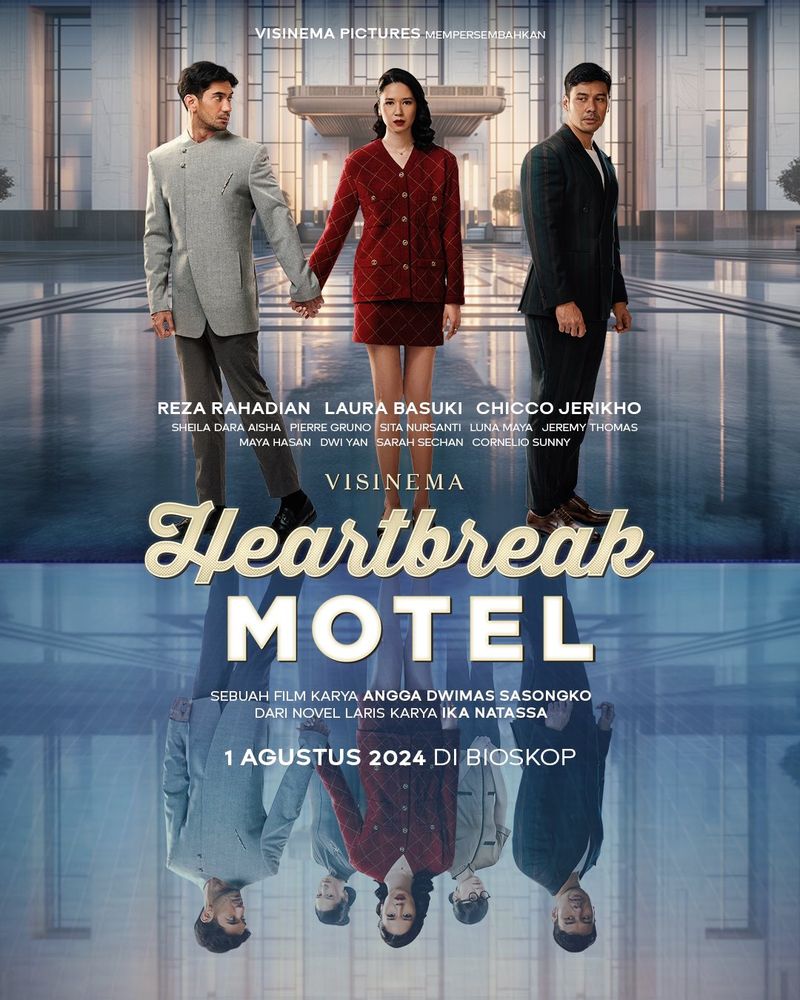 VISINEMA PICTURES MEMPERSEMBAHKAN
REZA RAHADIAN LAURA BASUKI CHICCO JERIKHO
SHEILA DARA AISHA PIERRE GRUNO SITA NURSANTI LUNA MAYA JEREMY THOMAS
MAYA HASAN DWI YAN SARAH SECHAN CORNELIO SUNNY
VISINEMA
Heartbreak
MOTEL
SEBUAH FILM KARYA ANGGA DWIMAS SASONGKO
DARI NOVEL LARIS KARYA IKA NATASSA
1 AGUSTUS 2024 DI BIOSKOP